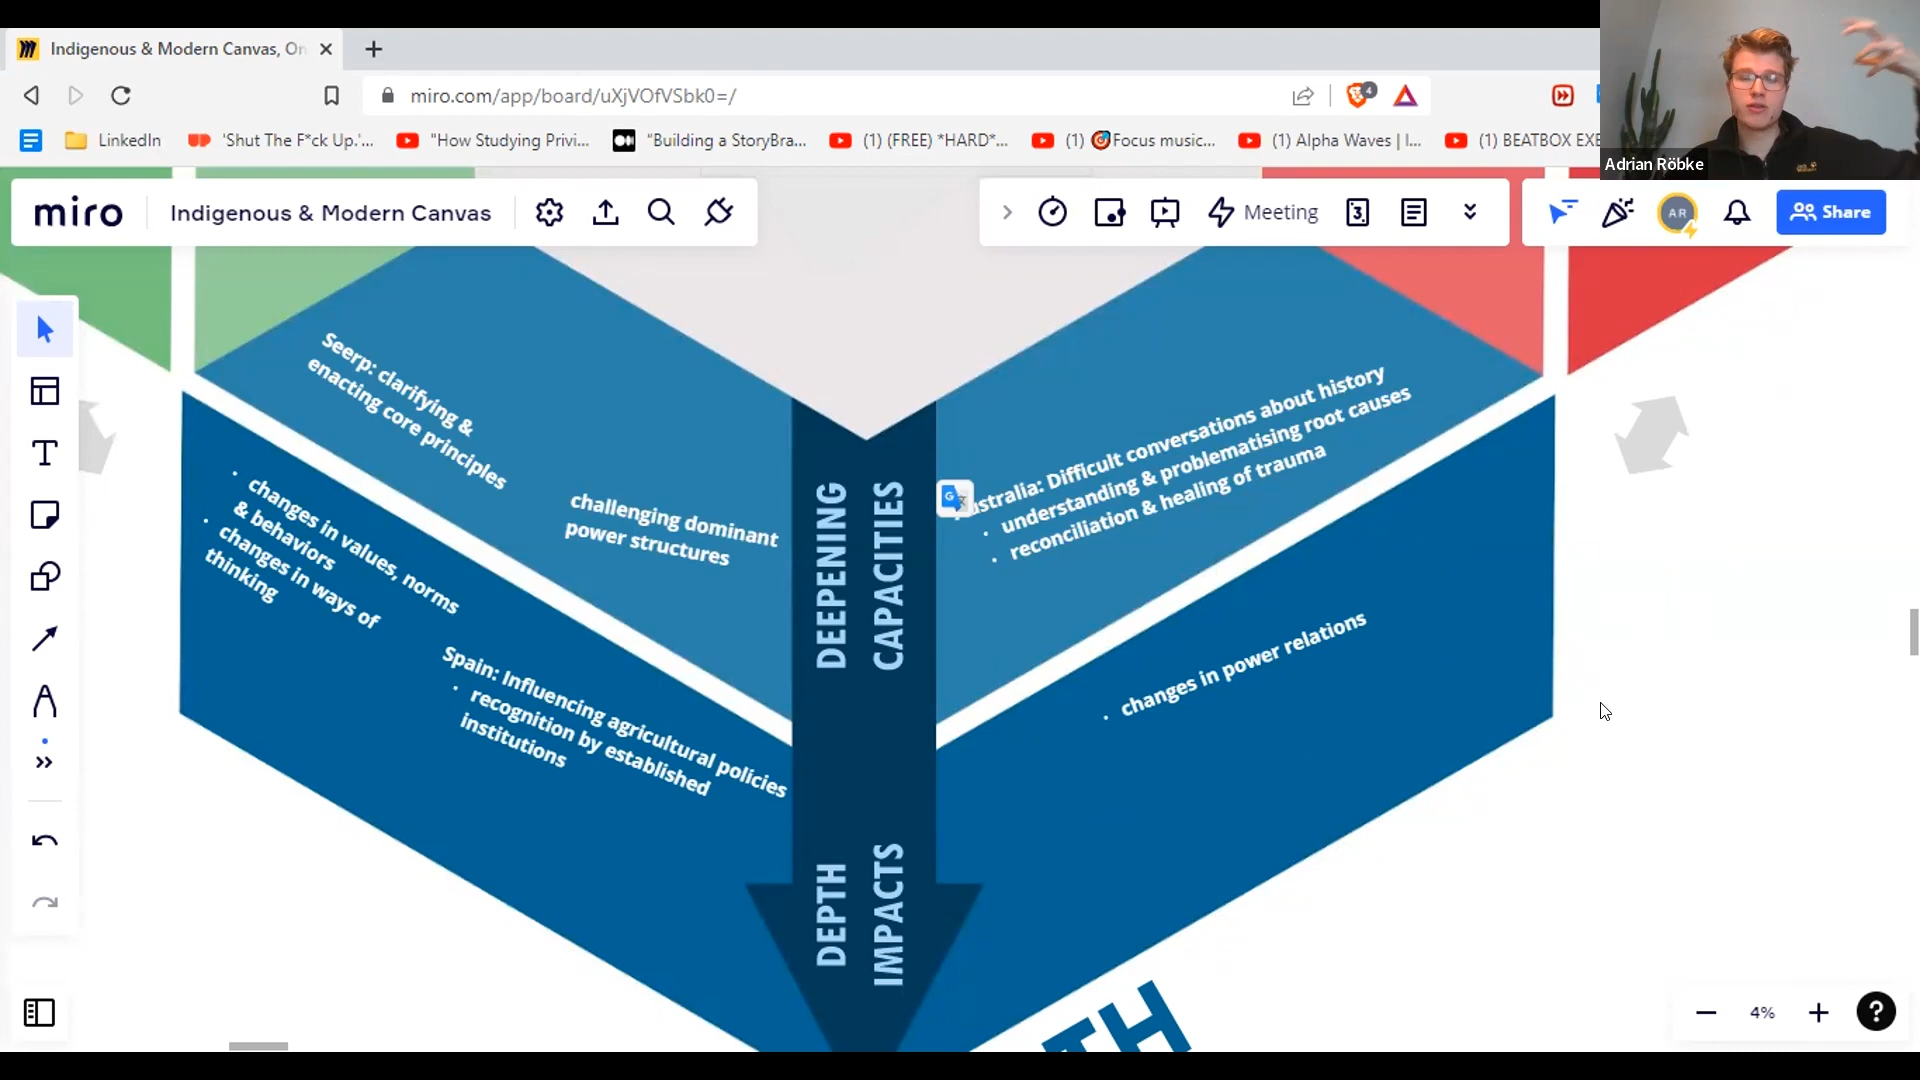 Indigenous & Modern Canvas, On
miro.com/app/board/uXjVOfVSbk0=/
4
LinkedIn
'Shut The F*ck Up.'...
"How Studying Privi...
"Building a StoryBra...
(1) (FREE) *HARD*...
(1) Focus music...
(1) Alpha Waves | I...
(1) BEATBOX EXE
Adrian Röbke
miro
Indigenous & Modern Canvas
Meeting
AR
Share
Seerp: clarifying &
enacting core principles
challenging dominant
power structures
• changes in values, norms
& behaviors
• changes in ways of
thinking
Spain: Influencing agricultural policies
• recognition by established
institutions
DEEPENING
CAPACITIES
DEPTH
IMPACTS
ustralia: Difficult conversations about history
• understanding & problematising root causes
• reconciliation & healing of trauma
• changes in power relations
TH
4%